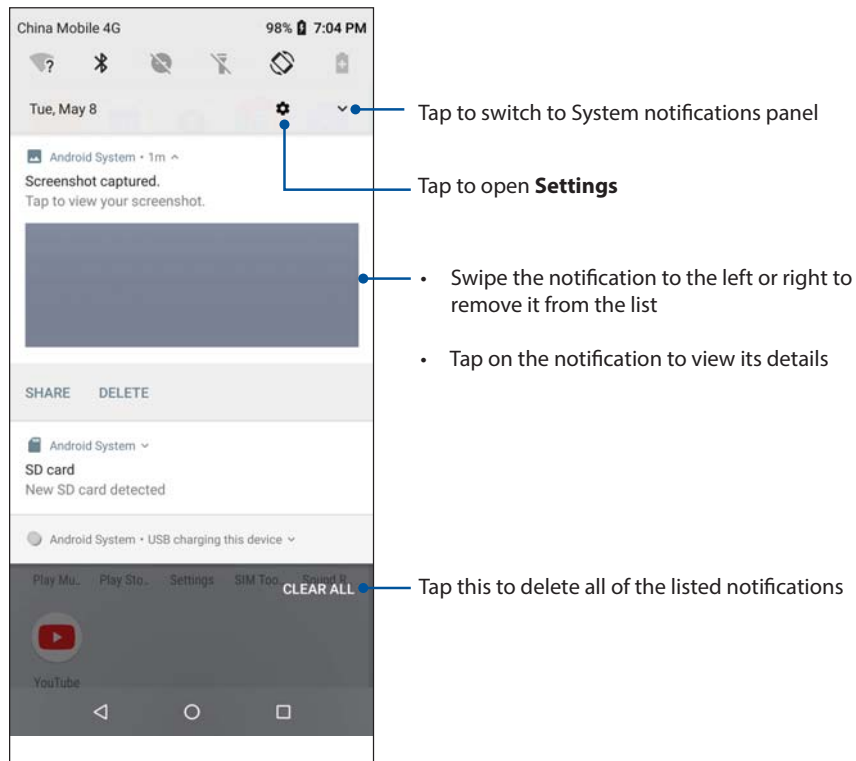 China Mobile 4G 98% 7:04 PM
?
Tue, May 8
Tap to switch to System notifications panel
Android System • 1m
Screenshot captured.
Tap to view your screenshot.
Tap to open Settings
• Swipe the notification to the left or right to
remove it from the list
• Tap on the notification to view its details
SHARE DELETE
Android System
SD card
New SD card detected
Android System • USB charging this device
Play Mu.. Play Sto.. Settings SIM Too.. Sound R..
CLEAR ALL
Tap this to delete all of the listed notifications
YouTube